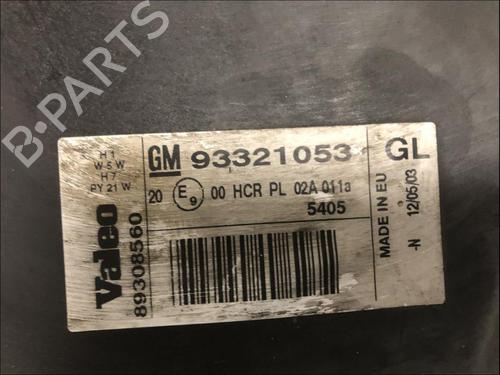 B-PARTS
H1
W 5 W
H7
PY 21 W
GM 93321053 GL
20 E9 00 HCR PL 02A 011a
5405
Valeo
89308560
MADE IN EU
-N 12/05/03